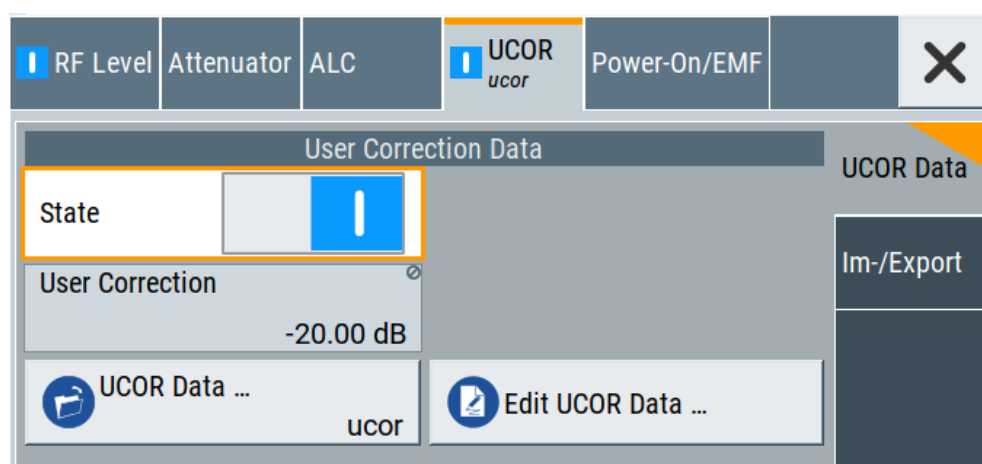 RF Level
Attenuator
ALC
UCOR
ucor
Power-On/EMF
User Correction Data
UCOR Data
State
Im-/Export
User Correction
-20.00 dB
UCOR Data ...
ucor
Edit UCOR Data ...